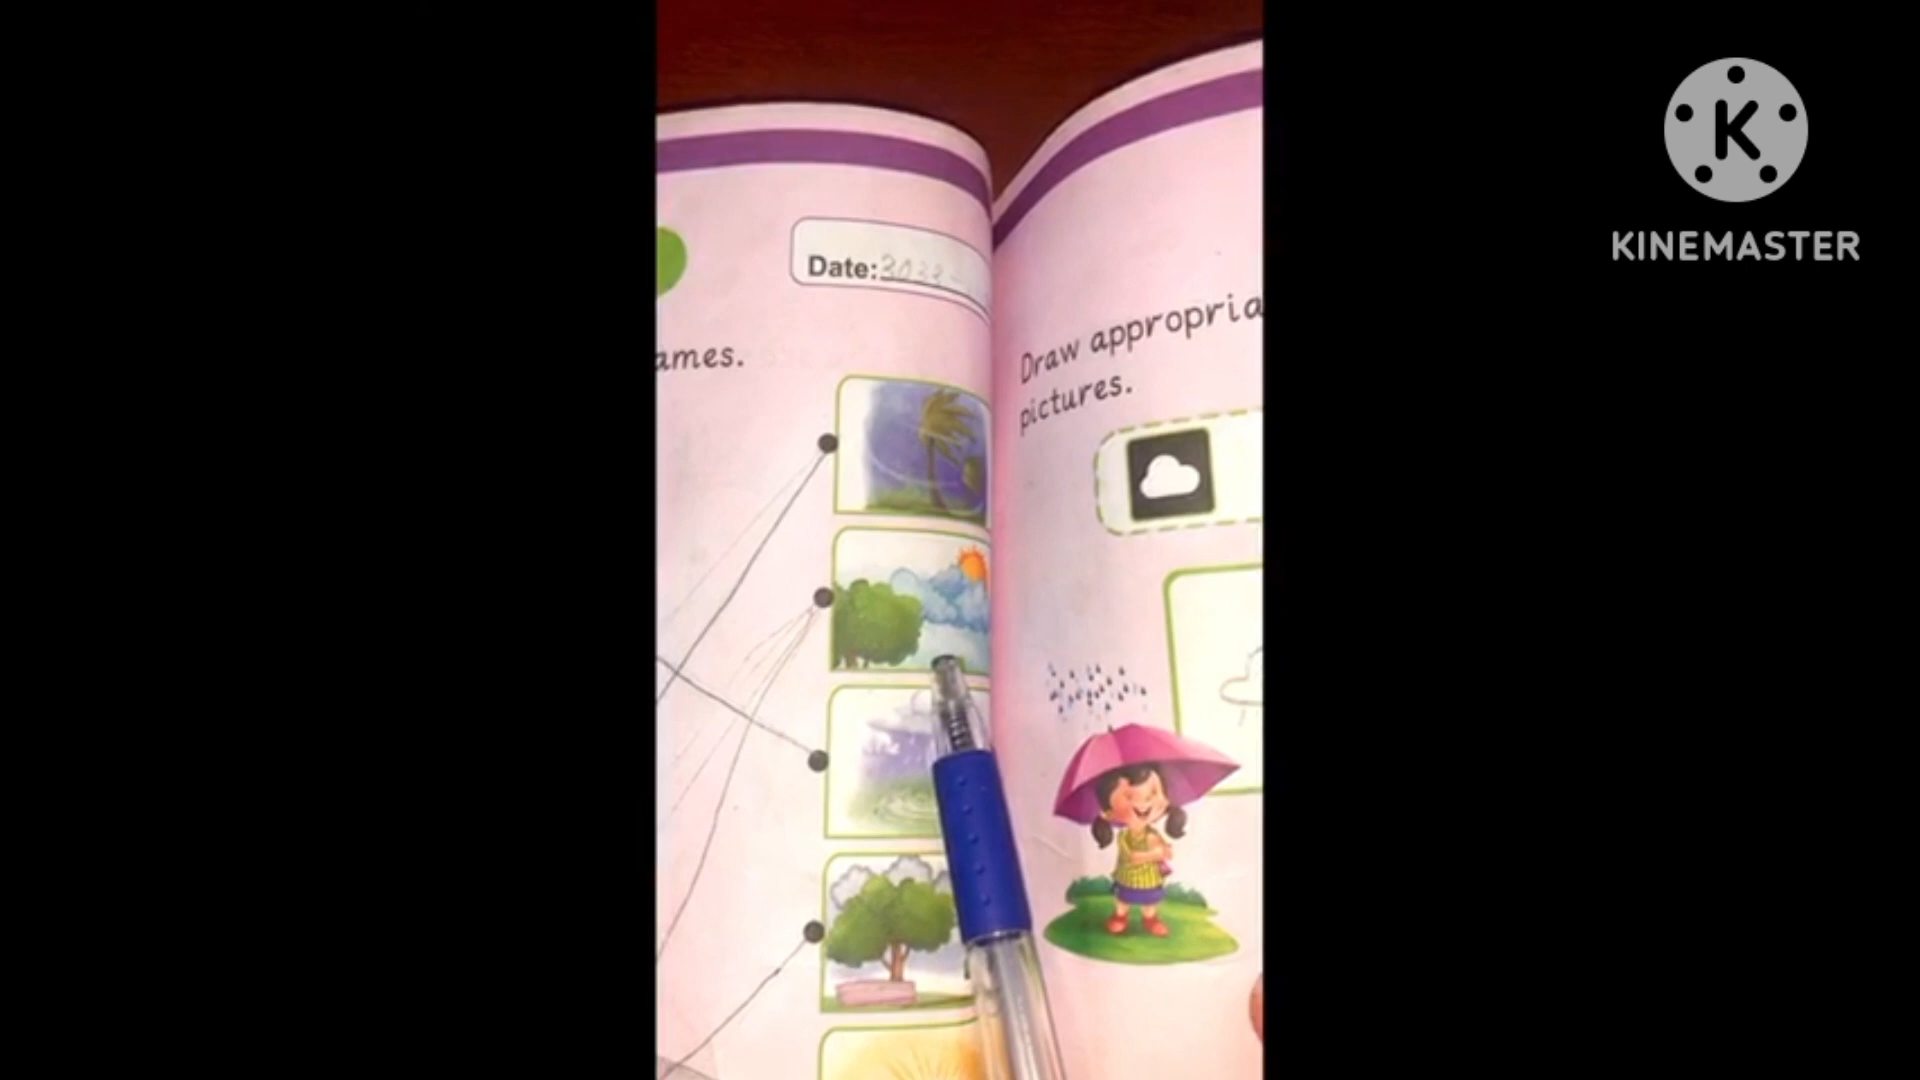 Date:
ames.
Draw appropria
pictures.
KINEMASTER